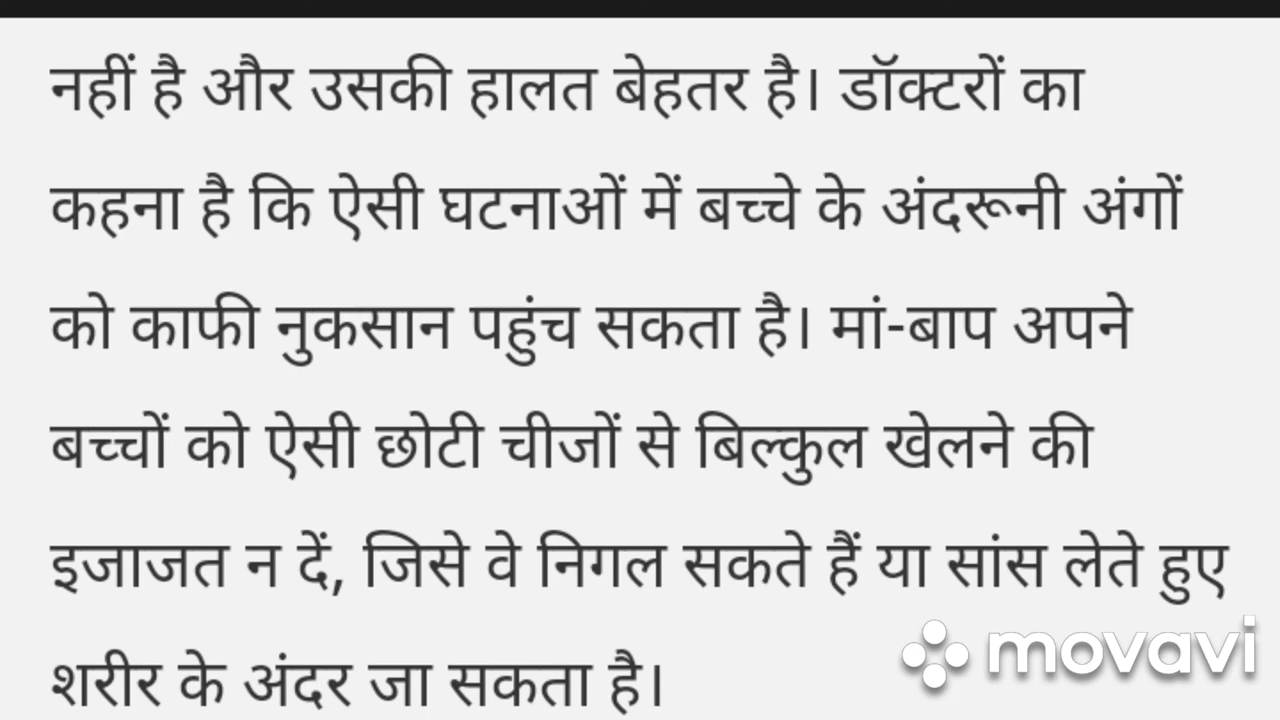 नहीं है और उसकी हालत बेहतर है। डॉक्टरों का
कहना है कि ऐसी घटनाओं में बच्चे के अंदरूनी अंगों
को काफी नुकसान पहुंच सकता है। मां-बाप अपने
बच्चों को ऐसी छोटी चीजों से बिल्कुल खेलने की
इजाजत न दें, जिसे वे निगल सकते हैं या सांस लेते हुए
शरीर के अंदर जा सकता है।
movavi